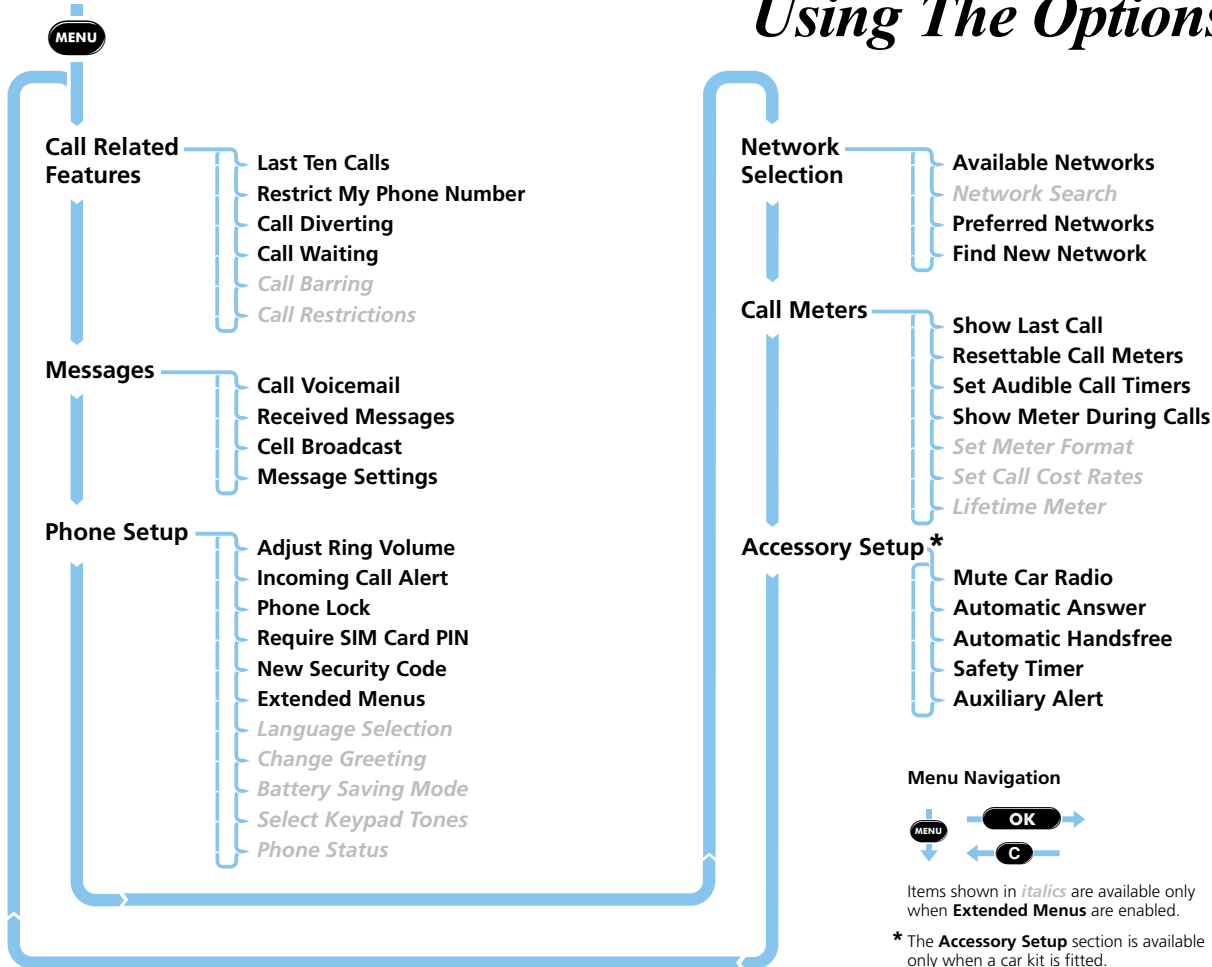 Using The Options
MENU
Call Related
Features
Last Ten Calls
Restrict My Phone Number
Call Diverting
Call Waiting
Call Barring
Call Restrictions
Messages
Call Voicemail
Received Messages
Cell Broadcast
Message Settings
Phone Setup
Adjust Ring Volume
Incoming Call Alert
Phone Lock
Require SIM Card PIN
New Security Code
Extended Menus
Language Selection
Change Greeting
Battery Saving Mode
Select Keypad Tones
Phone Status
Network
Selection
Available Networks
Network Search
Preferred Networks
Find New Network
Call Meters
Show Last Call
Resettable Call Meters
Set Audible Call Timers
Show Meter During Calls
Set Meter Format
Set Call Cost Rates
Lifetime Meter
Accessory Setup *
Mute Car Radio
Automatic Answer
Automatic Handsfree
Safety Timer
Auxiliary Alert
Menu Navigation
MENU
OK
C
Items shown in italics are available only
when Extended Menus are enabled.
* The Accessory Setup section is available
only when a car kit is fitted.